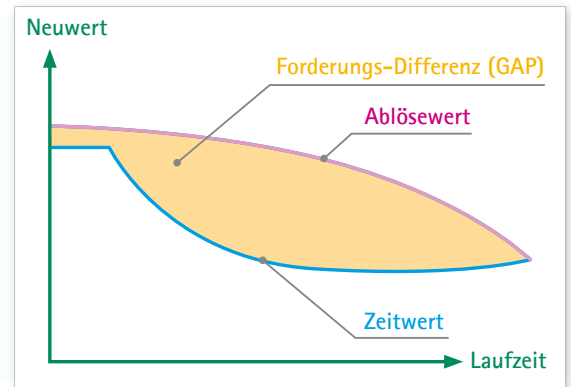 Neuwert
Forderungs-Differenz (GAP)
Ablösewert
Zeitwert
Laufzeit